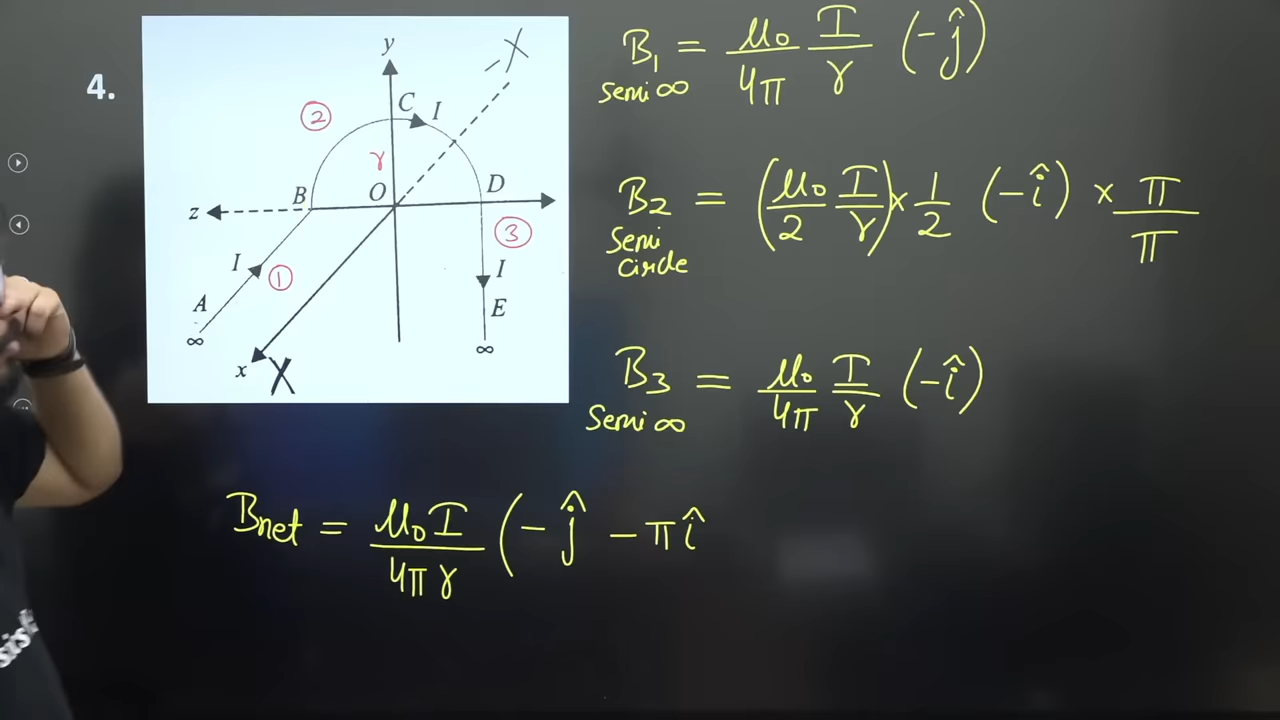 4.
y
X
C I
②
r
B O D
z
③
I ①
I
A
E
∞
∞
x X
B₁ = μ₀/4π I/r (-ĵ)
Semi ∞
B₂ = (μ₀/2 I/r) × 1/2 (-î) × π/π
Semi
circle
B₃ = μ₀/4π I/r (-î)
Semi ∞
Bnet = μ₀I/4πr (-ĵ - πî